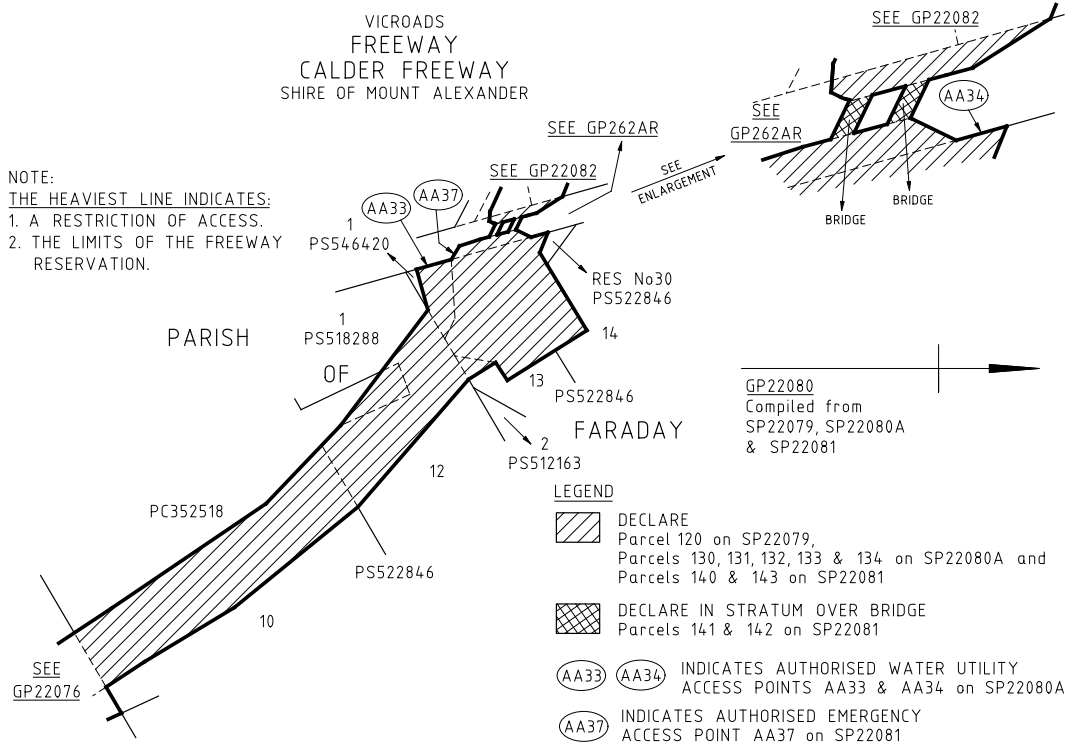 VICROADS
FREEWAY
CALDER FREEWAY
SHIRE OF MOUNT ALEXANDER
SEE GP22082
AA34
SEE
GP262AR
BRIDGE
BRIDGE
SEE GP262AR
SEE
ENLARGEMENT
SEE GP22082
NOTE:
THE HEAVIEST LINE INDICATES:
1. A RESTRICTION OF ACCESS.
2. THE LIMITS OF THE FREEWAY
RESERVATION.
AA33
AA37
1
PS546420
RES No30
PS522846
1
PS518288
14
PARISH
OF
13
PS522846
FARADAY
2
PS512163
12
PC352518
PS522846
10
SEE
GP22076
GP22080
Compiled from
SP22079, SP22080A
& SP22081
LEGEND
DECLARE
Parcel 120 on SP22079,
Parcels 130, 131, 132, 133 & 134 on SP22080A and
Parcels 140 & 143 on SP22081
DECLARE IN STRATUM OVER BRIDGE
Parcels 141 & 142 on SP22081
AA33 AA34 INDICATES AUTHORISED WATER UTILITY
ACCESS POINTS AA33 & AA34 on SP22080A
AA37 INDICATES AUTHORISED EMERGENCY
ACCESS POINT AA37 on SP22081